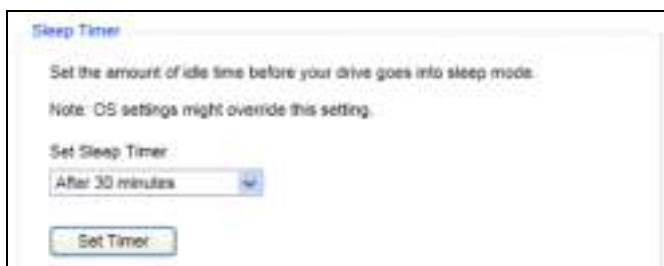 Sleep Timer
Set the amount of idle time before your drive goes into sleep mode.
Note: OS settings might override this setting.
Set Sleep Timer
After 30 minutes
Set Timer